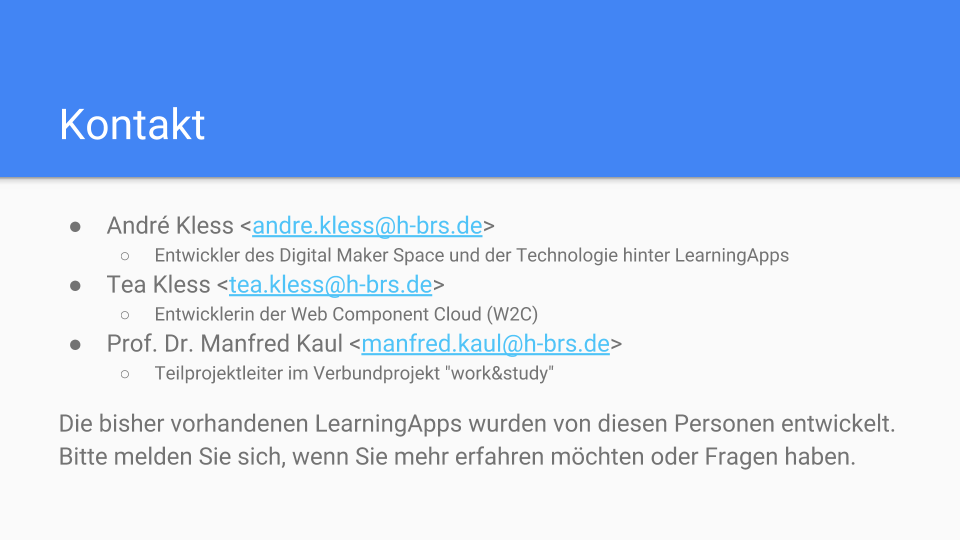 Kontakt
● André Kless <andre.kless@h-brs.de>
○ Entwickler des Digital Maker Space und der Technologie hinter LearningApps
● Tea Kless <tea.kless@h-brs.de>
○ Entwicklerin der Web Component Cloud (W2C)
● Prof. Dr. Manfred Kaul <manfred.kaul@h-brs.de>
○ Teilprojektleiter im Verbundprojekt "work&study"
Die bisher vorhandenen LearningApps wurden von diesen Personen entwickelt.
Bitte melden Sie sich, wenn Sie mehr erfahren möchten oder Fragen haben.